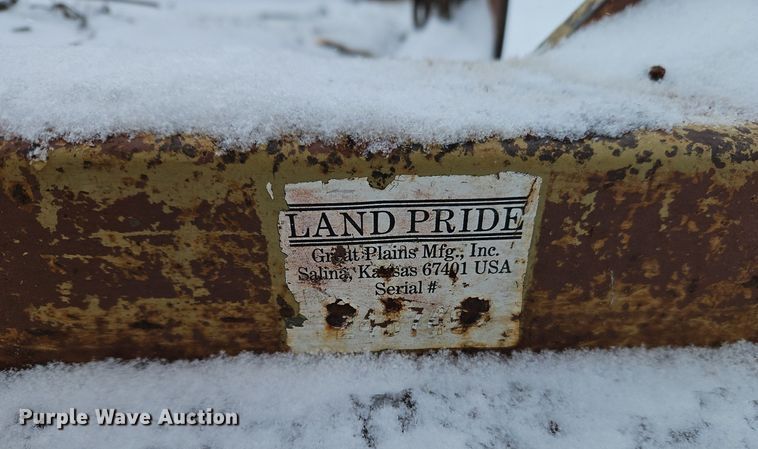 LAND PRIDE
Great Plains Mfg., Inc.
Salina, Kansas 67401 USA
Serial #
Purple Wave Auction